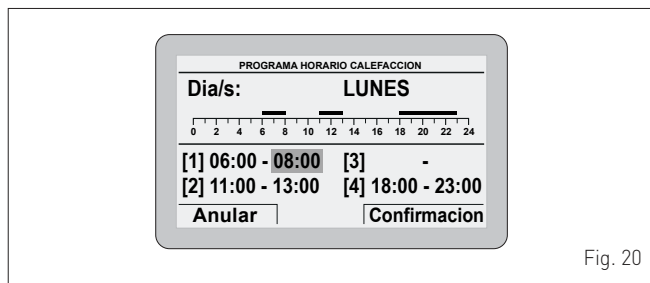 PROGRAMA HORARIO CALEFACCION
Dia/s: LUNES
0 2 4 6 8 10 12 14 16 18 20 22 24
[1] 06:00 - 08:00 [3] -
[2] 11:00 - 13:00 [4] 18:00 - 23:00
Anular Confirmacion
Fig. 20